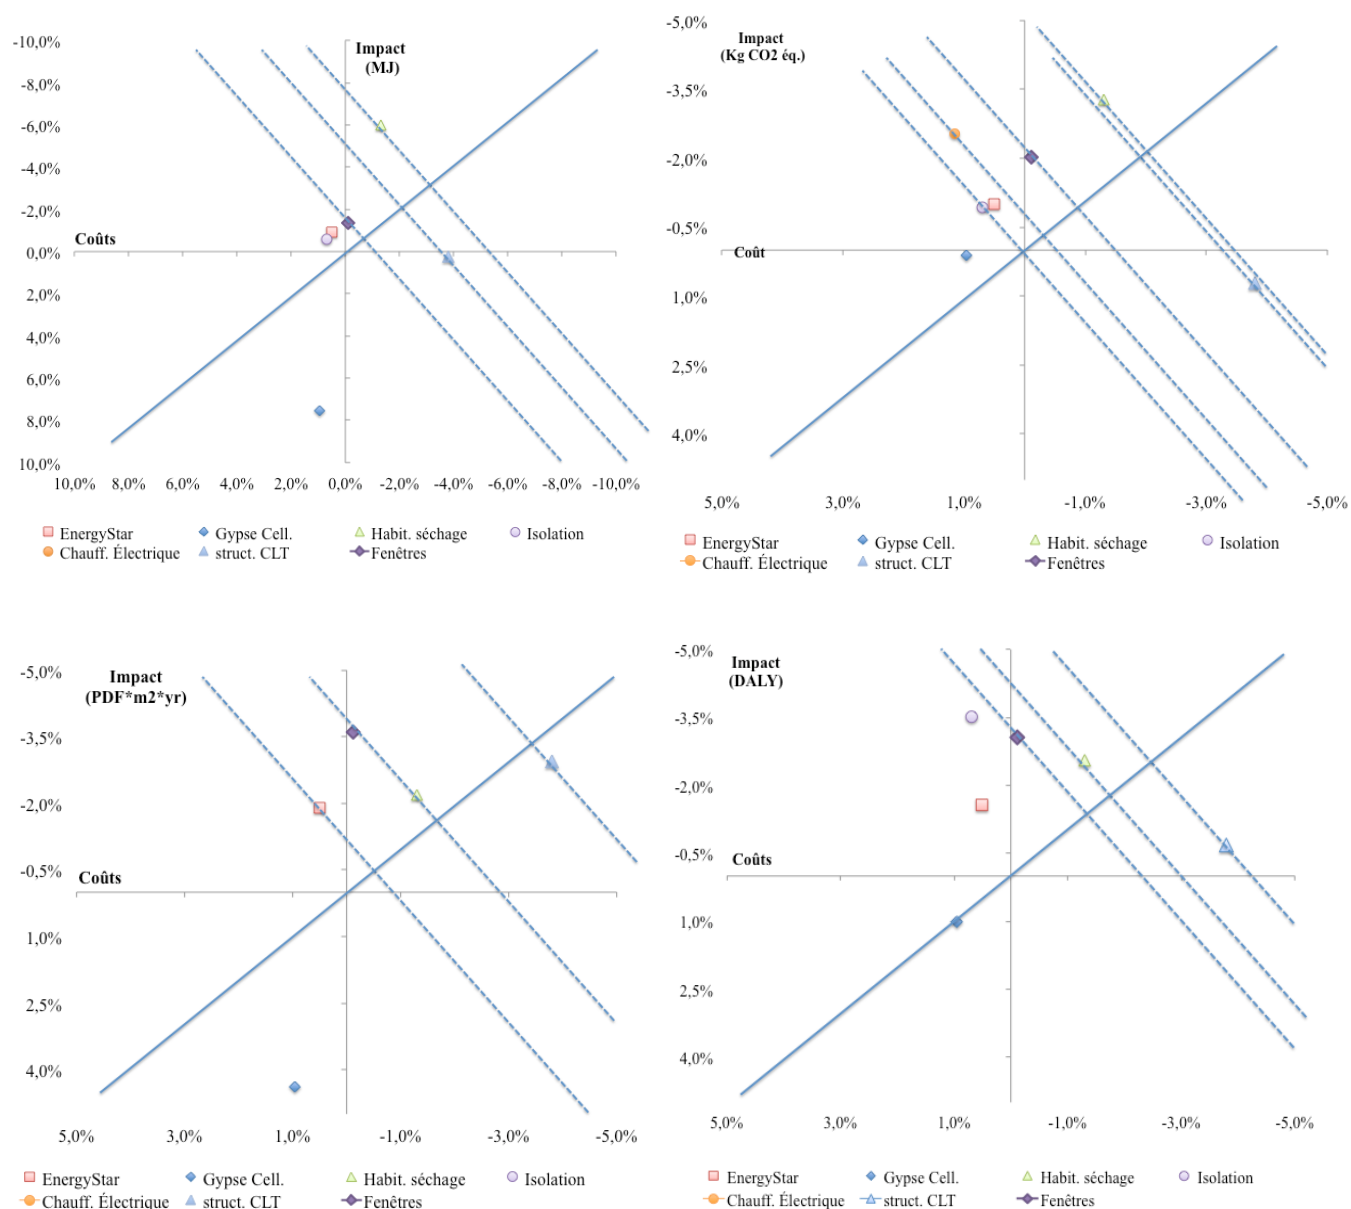 Impact
(MJ)
-10,0%
-8,0%
-6,0%
-4,0%
-2,0%
Coûts
0,0%
2,0%
4,0%
6,0%
8,0%
10,0%
10,0% 8,0% 6,0% 4,0% 2,0% 0,0% -2,0% -4,0% -6,0% -8,0% -10,0%
EnergyStar Gypse Cell. Habit. séchage Isolation
Chauff. Électrique struct. CLT Fenêtres
-5,0%
Impact
(Kg CO2 éq.)
-3,5%
-2,0%
-0,5%
Coût
1,0%
2,5%
4,0%
5,0% 3.0% 1,0% -1,0% -3,0% -5,0%
EnergyStar Gypse Cell. Habit. séchage Isolation
Chauff. Électrique struct. CLT Fenêtres
-5,0%
Impact
(PDF*m2*yr)
-3,5%
-2,0%
-0,5%
Coûts
1,0%
2,5%
4,0%
5,0% 3,0% 1,0% -1,0% -3,0% -5,0%
EnergyStar Gypse Cell. Habit. séchage Isolation
Chauff. Électrique struct. CLT Fenêtres
-5,0%
Impact
(DALY)
-3,5%
-2,0%
-0,5%
Coûts
1,0%
2,5%
4,0%
5,0% 3,0% 1,0% -1,0% -3,0% -5,0%
EnergyStar Gypse Cell. Habit. séchage Isolation
Chauff. Électrique struct. CLT Fenêtres